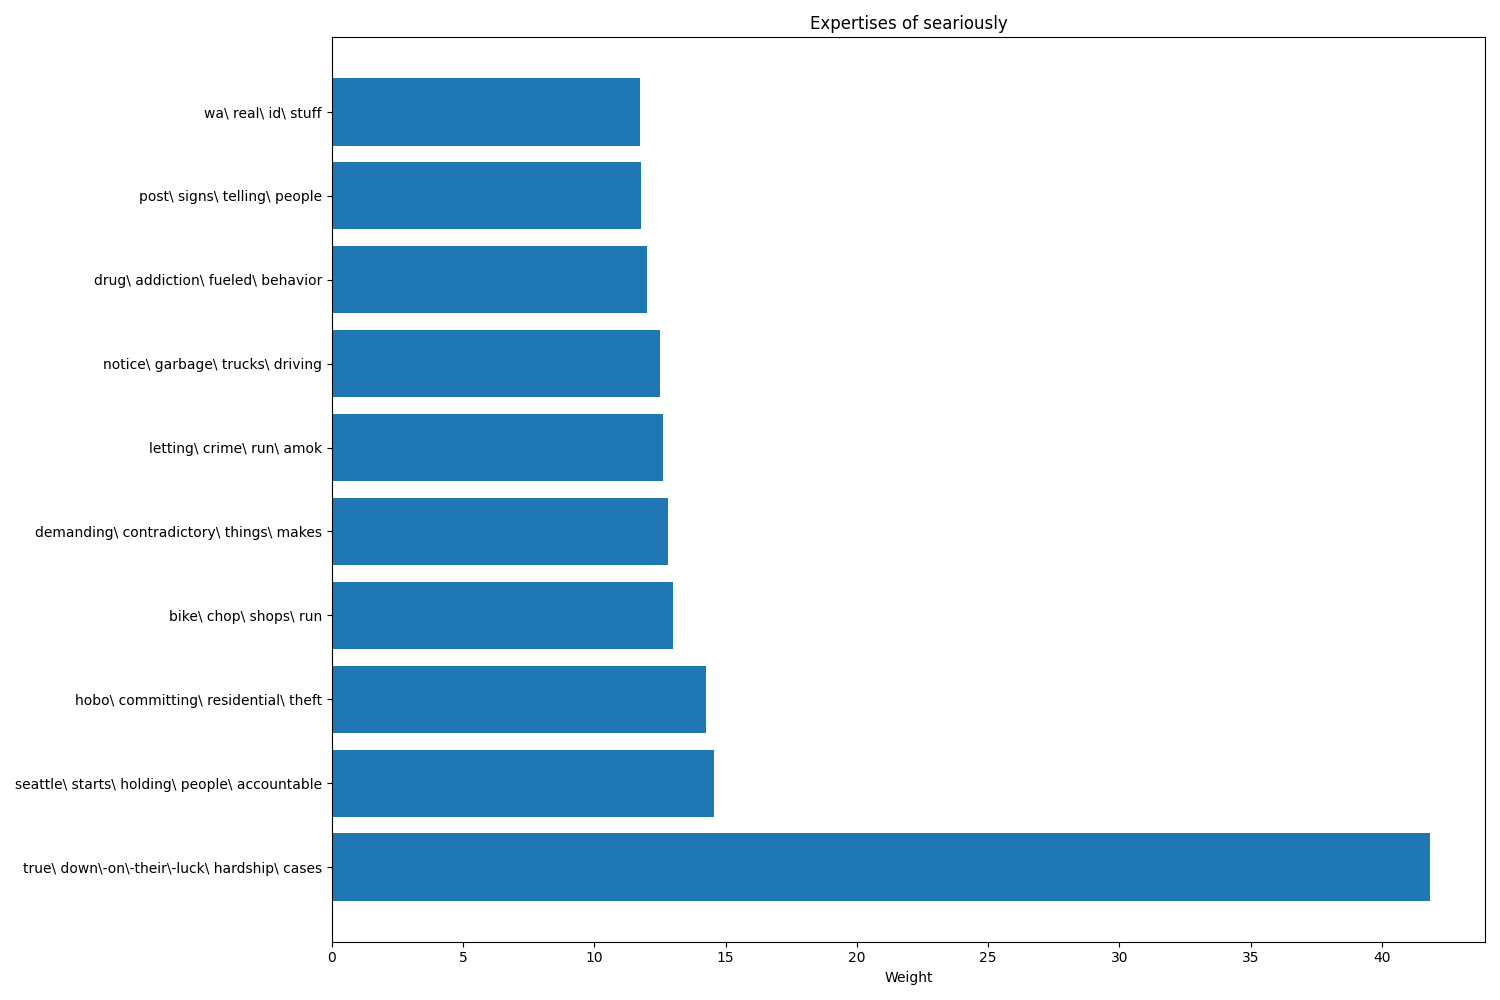 Expertises of seariously
wa\ real\ id\ stuff
post\ signs\ telling\ people
drug\ addiction\ fueled\ behavior
notice\ garbage\ trucks\ driving
letting\ crime\ run\ amok
demanding\ contradictory\ things\ makes
bike\ chop\ shops\ run
hobo\ committing\ residential\ theft
seattle\ starts\ holding\ people\ accountable
true\ down\-on\-their\-luck\ hardship\ cases
0 5 10 15 20 25 30 35 40
Weight